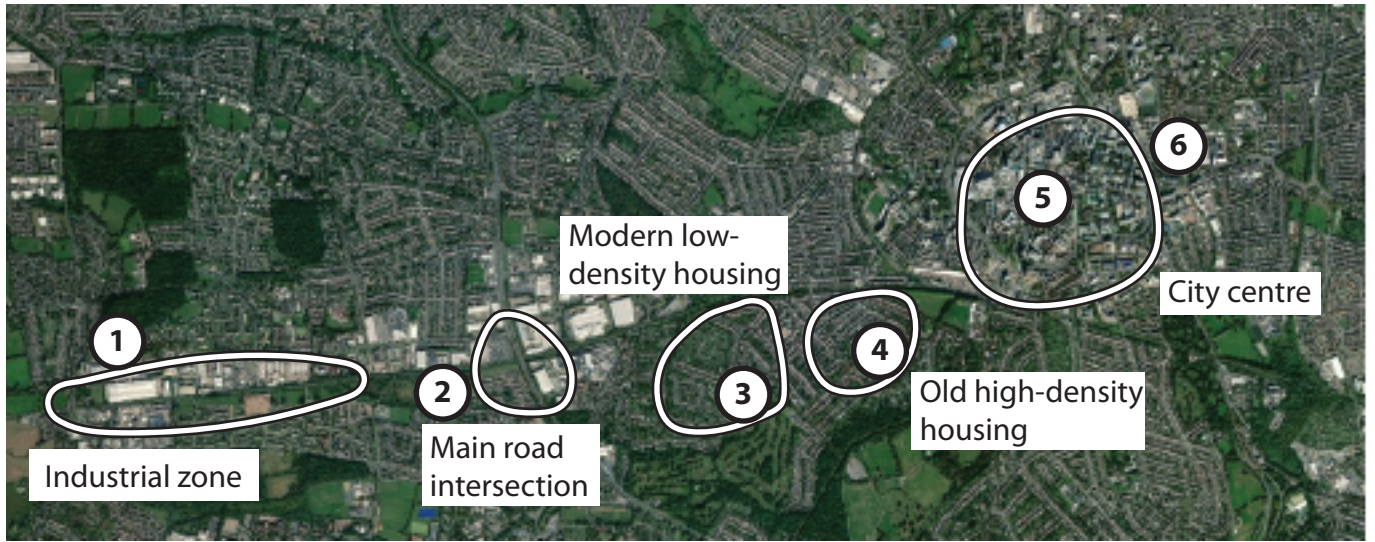 Modern low-
density housing
6
5
City centre
1
2
3
4
Old high-density
housing
Main road
intersection
Industrial zone